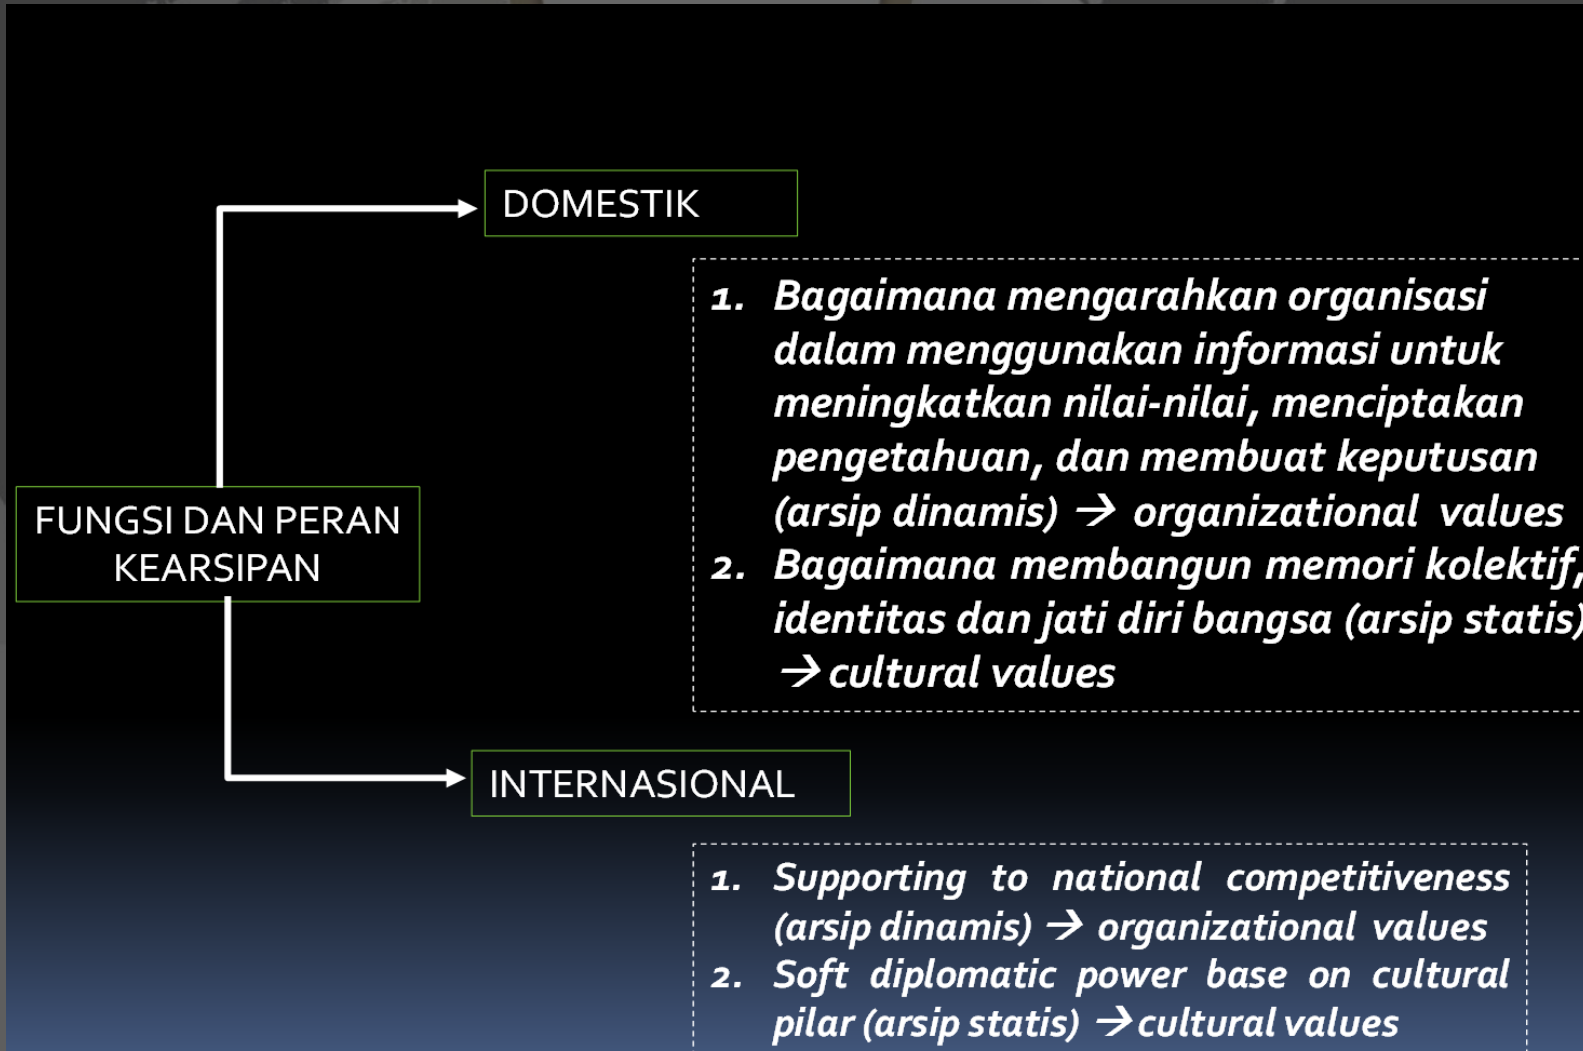 DOMESTIK
1. Bagaimana mengarahkan organisasi
dalam menggunakan informasi untuk
meningkatkan nilai-nilai, menciptakan
pengetahuan, dan membuat keputusan
(arsip dinamis) → organizational values
2. Bagaimana membangun memori kolektif,
identitas dan jati diri bangsa (arsip statis)
→ cultural values
FUNGSI DAN PERAN
KEARSIPAN
INTERNASIONAL
1. Supporting to national competitiveness
(arsip dinamis) → organizational values
2. Soft diplomatic power base on cultural
pilar (arsip statis) → cultural values